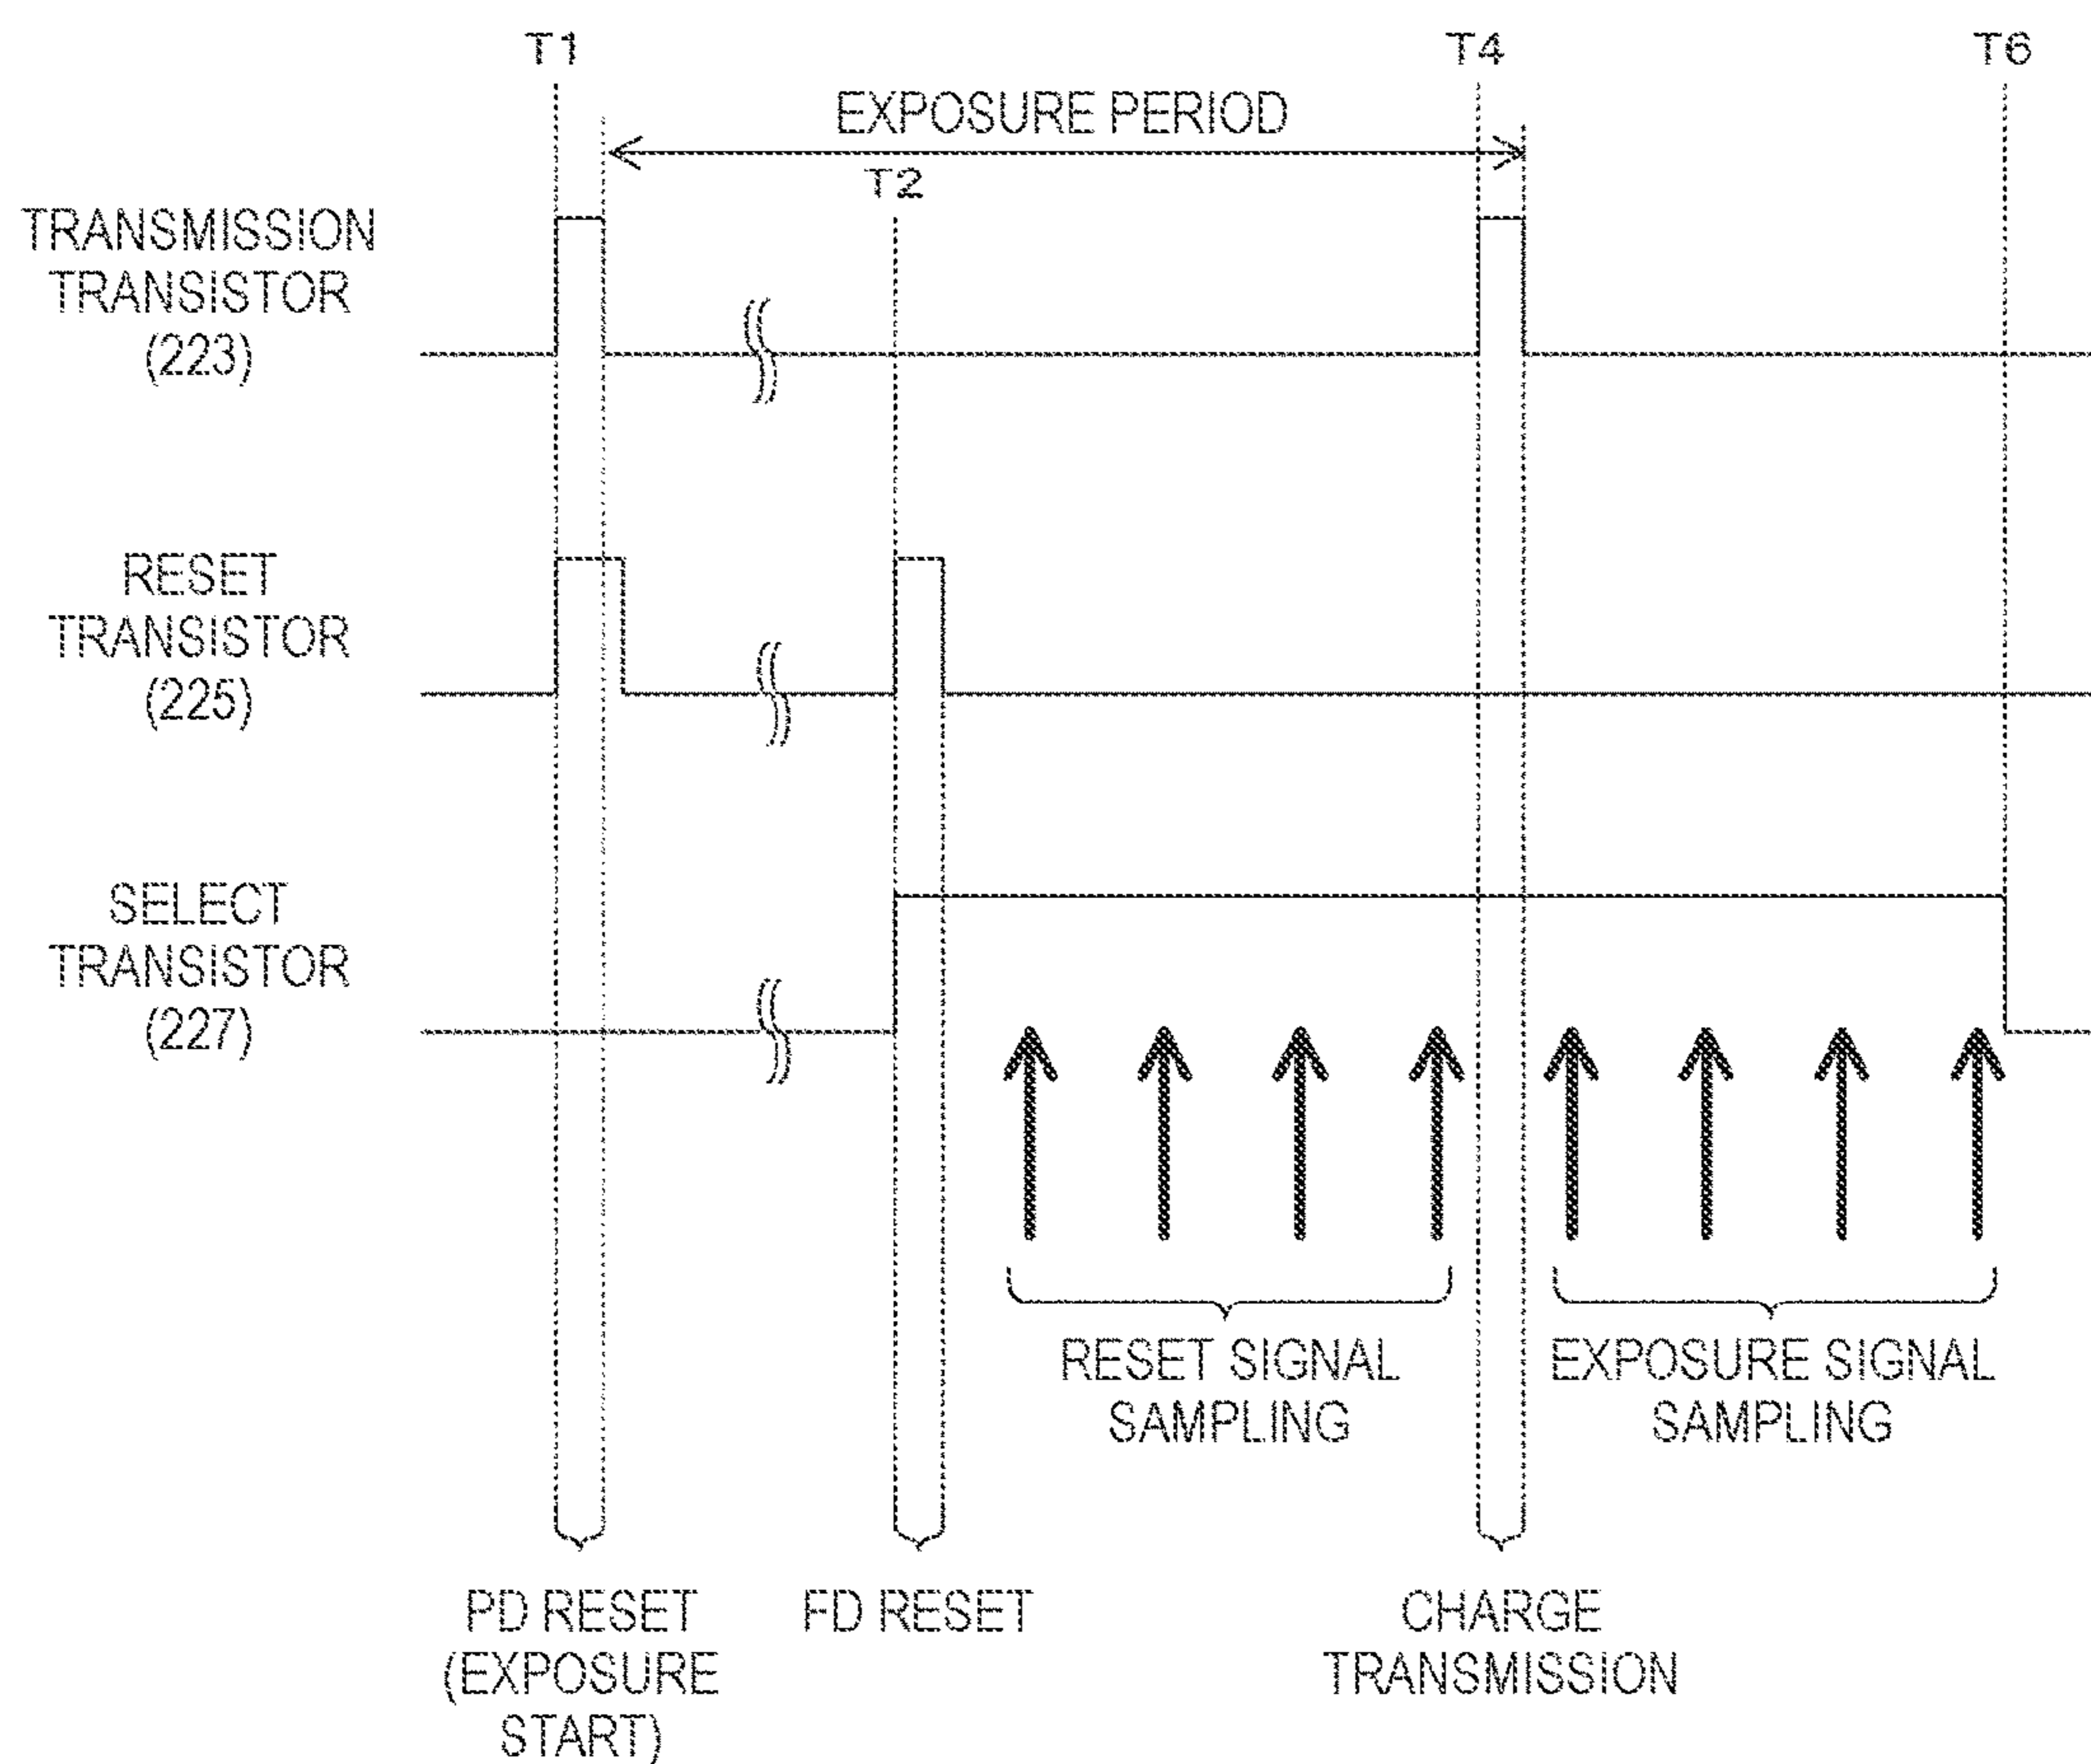 T1
T4
T6
EXPOSURE PERIOD
T2
TRANSMISSION
TRANSISTOR
(223)
RESET
TRANSISTOR
(225)
SELECT
TRANSISTOR
(227)
RESET SIGNAL
SAMPLING
EXPOSURE SIGNAL
SAMPLING
PD RESET
(EXPOSURE
START)
FD RESET
CHARGE
TRANSMISSION